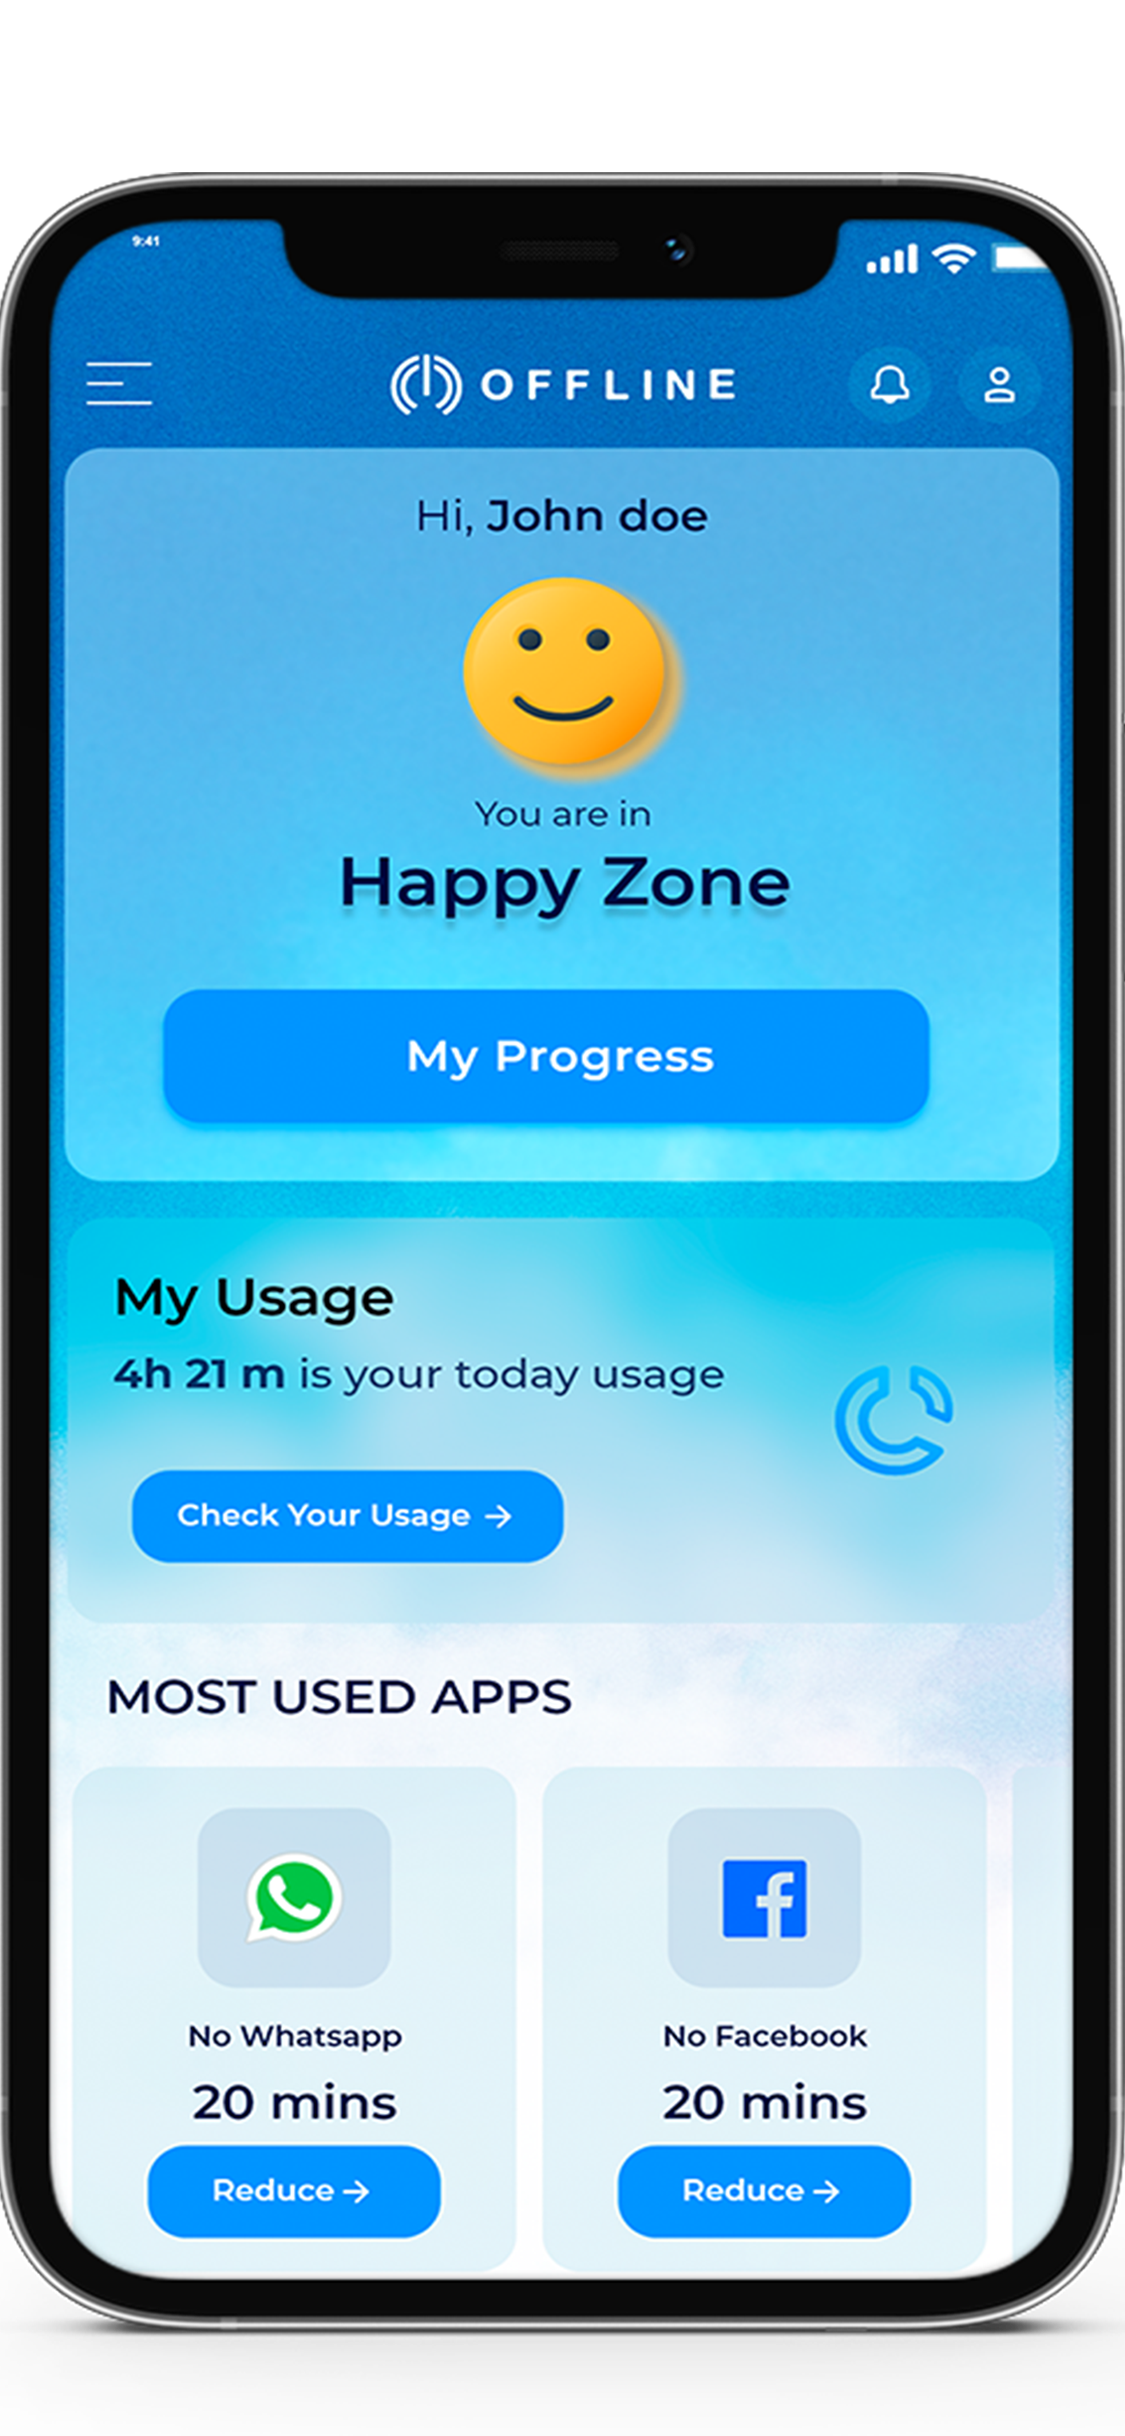 9:41
OFFLINE
Hi, John doe
You are in
Happy Zone
My Progress
My Usage
4h 21 m is your today usage
Check Your Usage →
MOST USED APPS
No Whatsapp
20 mins
Reduce →
No Facebook
20 mins
Reduce →